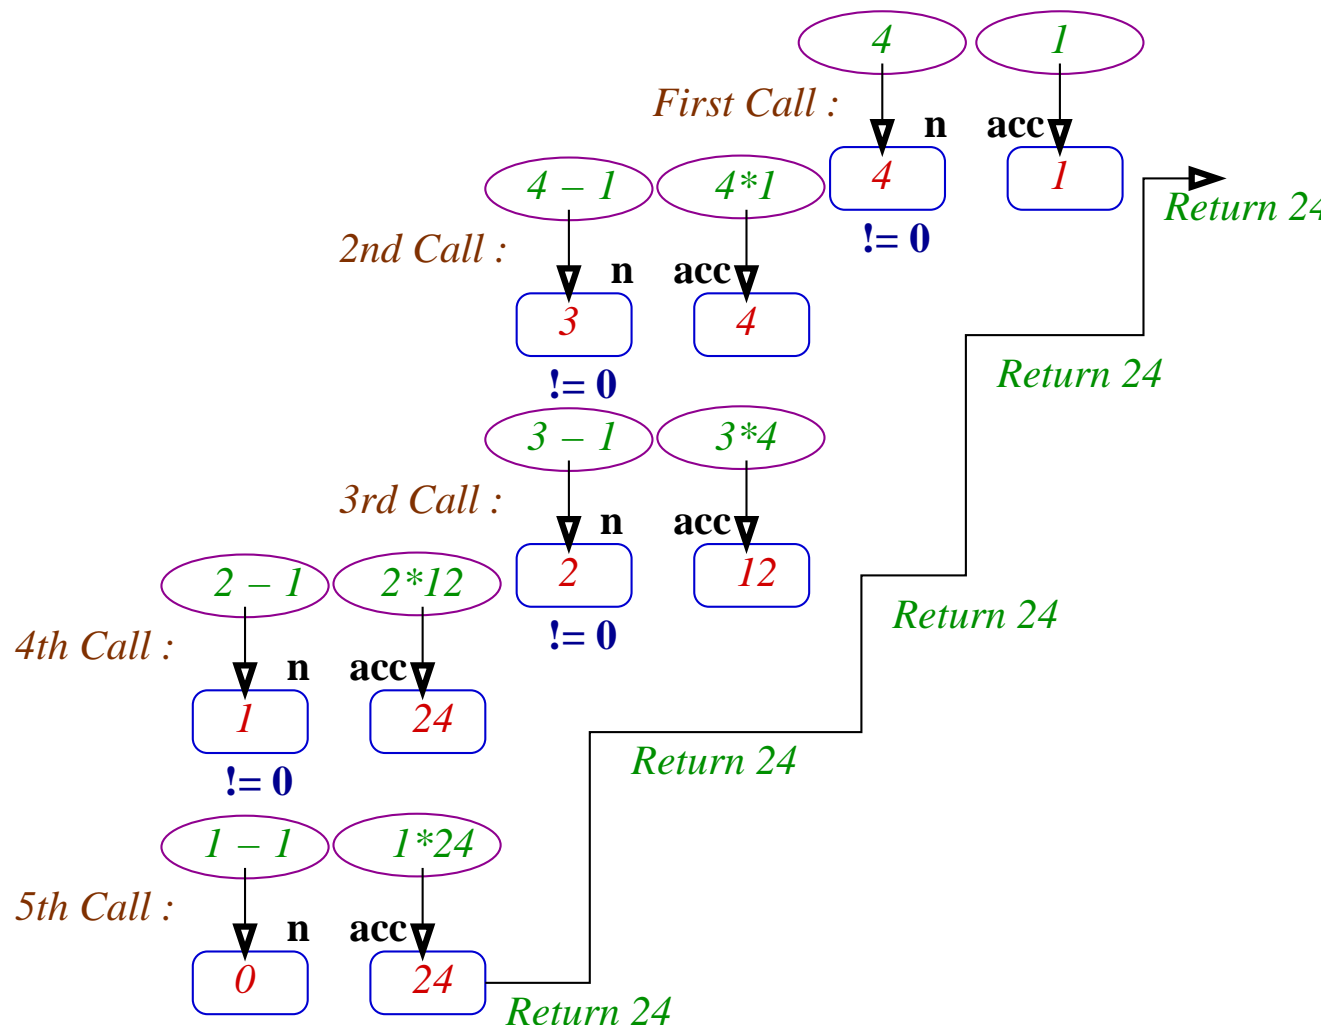 4 1
First Call :
n acc
4 1
Return 24
!= 0
4 – 1 4*1
2nd Call :
n acc
3 4
!= 0
Return 24
3 – 1 3*4
3rd Call :
n acc
2 12
!= 0
Return 24
2 – 1 2*12
4th Call :
n acc
1 24
!= 0
Return 24
1 – 1 1*24
5th Call :
n acc
0 24
Return 24